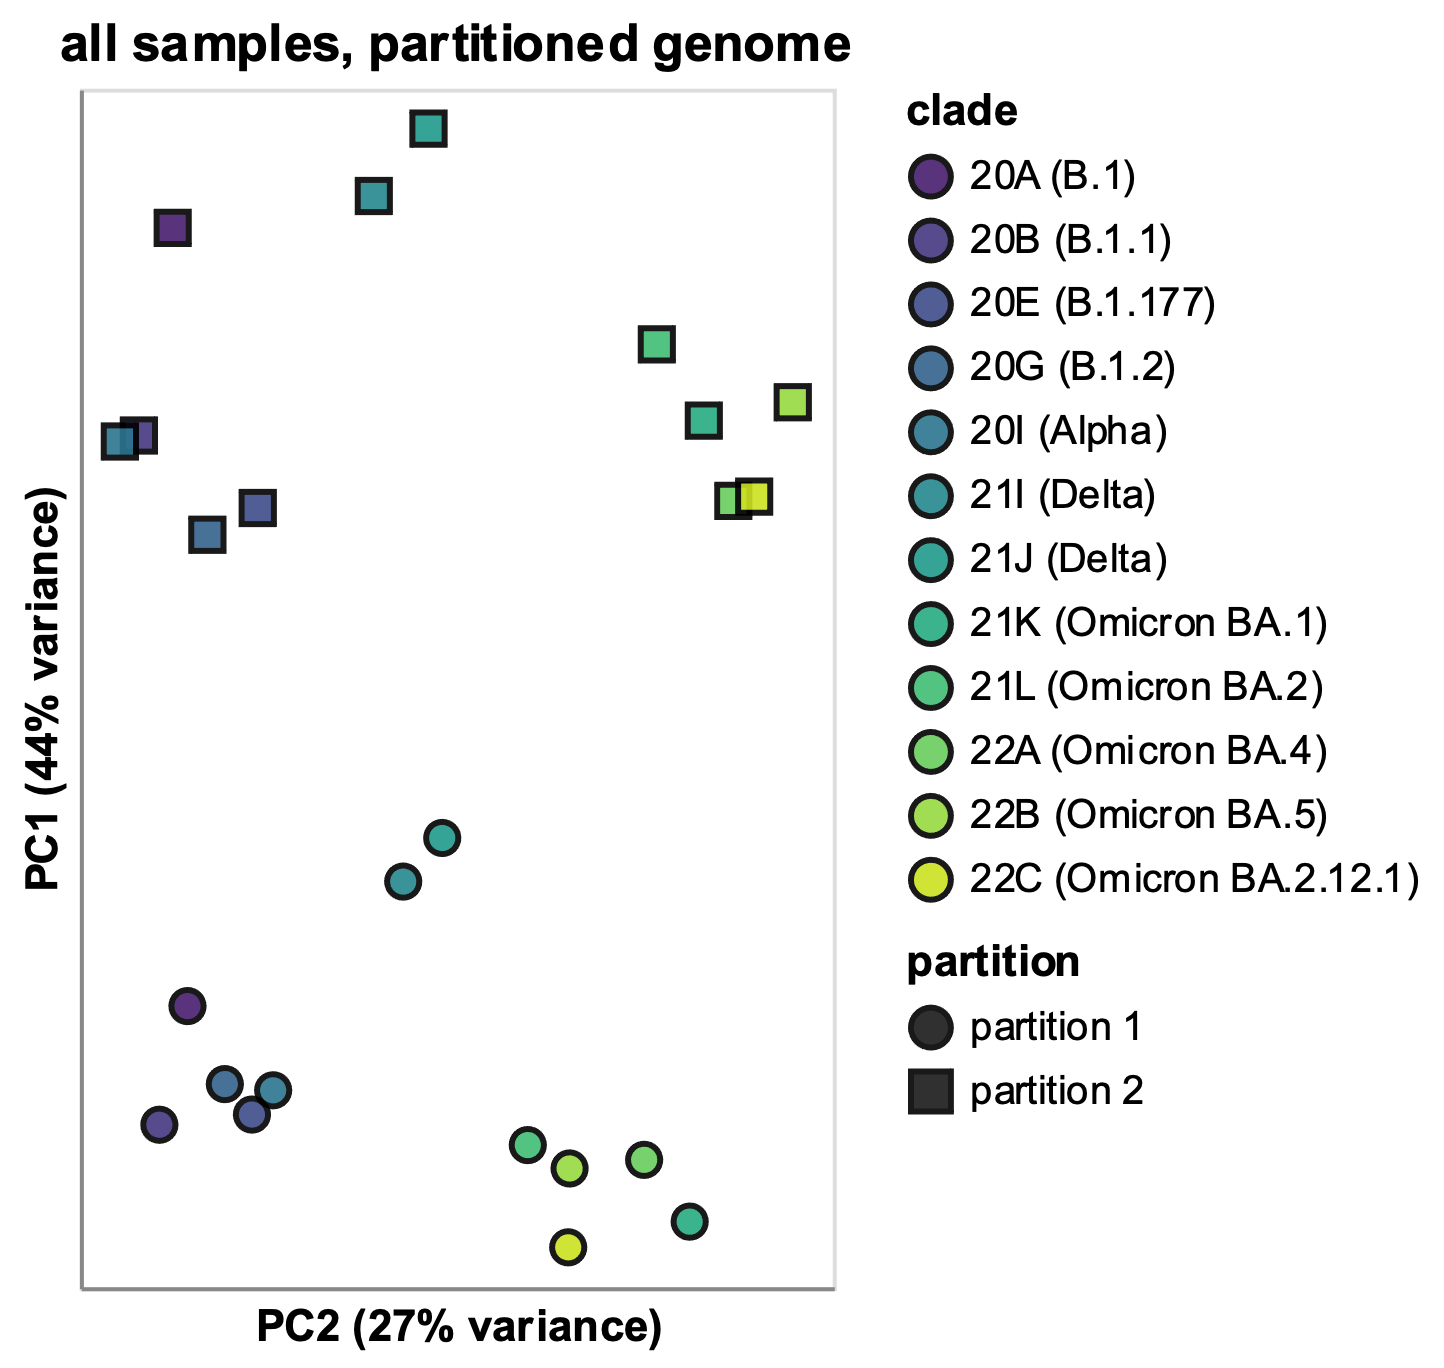 all samples, partitioned genome
PC1 (44% variance)
PC2 (27% variance)
clade
20A (B.1)
20B (B.1.1)
20E (B.1.177)
20G (B.1.2)
20I (Alpha)
21I (Delta)
21J (Delta)
21K (Omicron BA.1)
21L (Omicron BA.2)
22A (Omicron BA.4)
22B (Omicron BA.5)
22C (Omicron BA.2.12.1)
partition
partition 1
partition 2